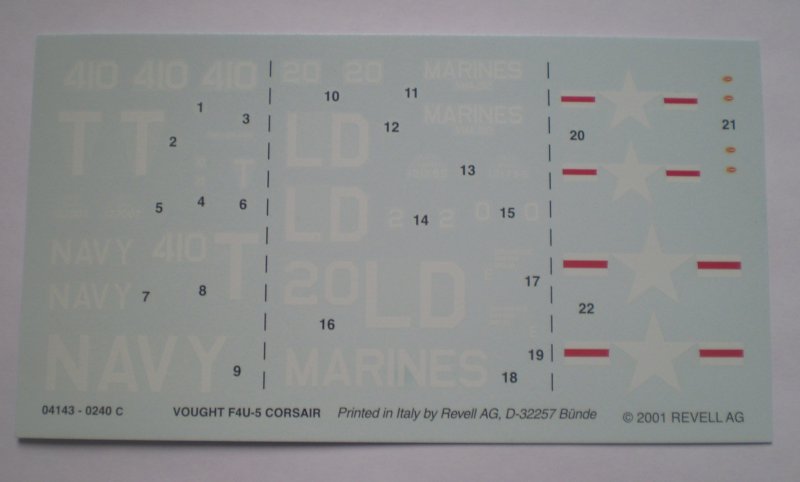 410 410 410
1
3
T T
2
T
5
4
6
NAVY 410 T
NAVY
7
8
NAVY
9
20 20 MARINES
10
11
MARINES
12
LD
13
LD 2 2 0 0
14
15
20 LD
E
17
E
16
MARINES
19
18
20
21
22
04143 - 0240 C VOUGHT F4U-5 CORSAIR Printed in Italy by Revell AG, D-32257 Bünde © 2001 REVELL AG